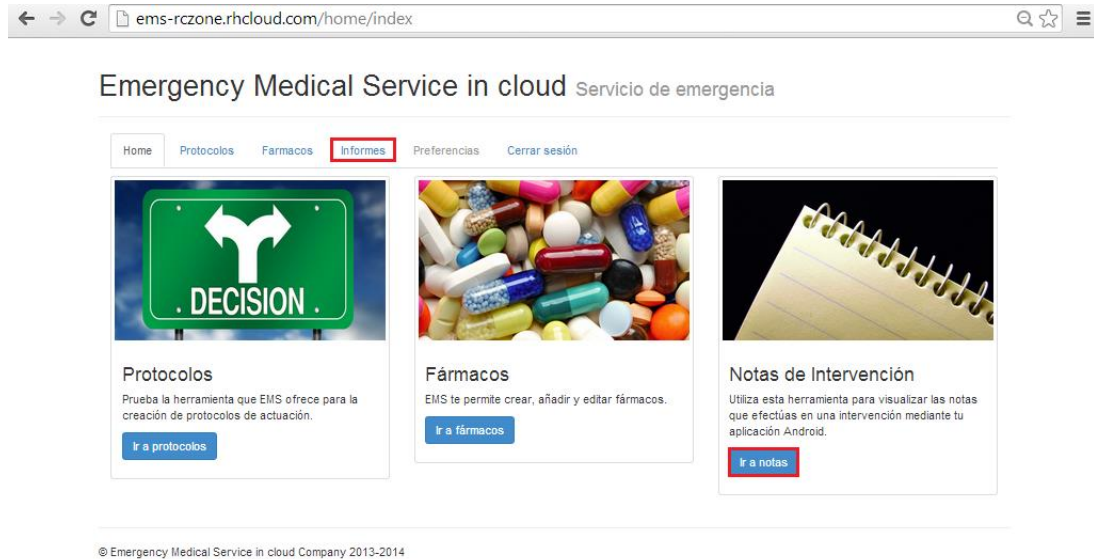 ems-rczone.rhcloud.com/home/index
Emergency Medical Service in cloud Servicio de emergencia
Home Protocolos Farmacos Informes Preferencias Cerrar sesión
DECISION
Protocolos
Prueba la herramienta que EMS ofrece para la
creación de protocolos de actuación.
Ir a protocolos
Fármacos
EMS te permite crear, añadir y editar fármacos.
Ir a fármacos
Notas de Intervención
Utiliza esta herramienta para visualizar las notas
que efectúas en una intervención mediante tu
aplicación Android.
Ir a notas
© Emergency Medical Service in cloud Company 2013-2014